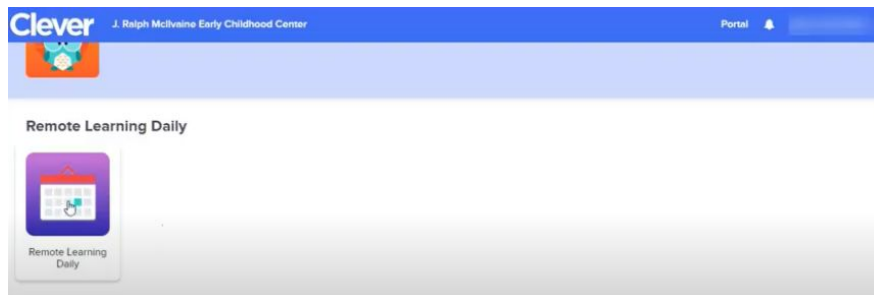 Clever J. Ralph McIlvaine Early Childhood Center Portal
Remote Learning Daily
Remote Learning
Daily